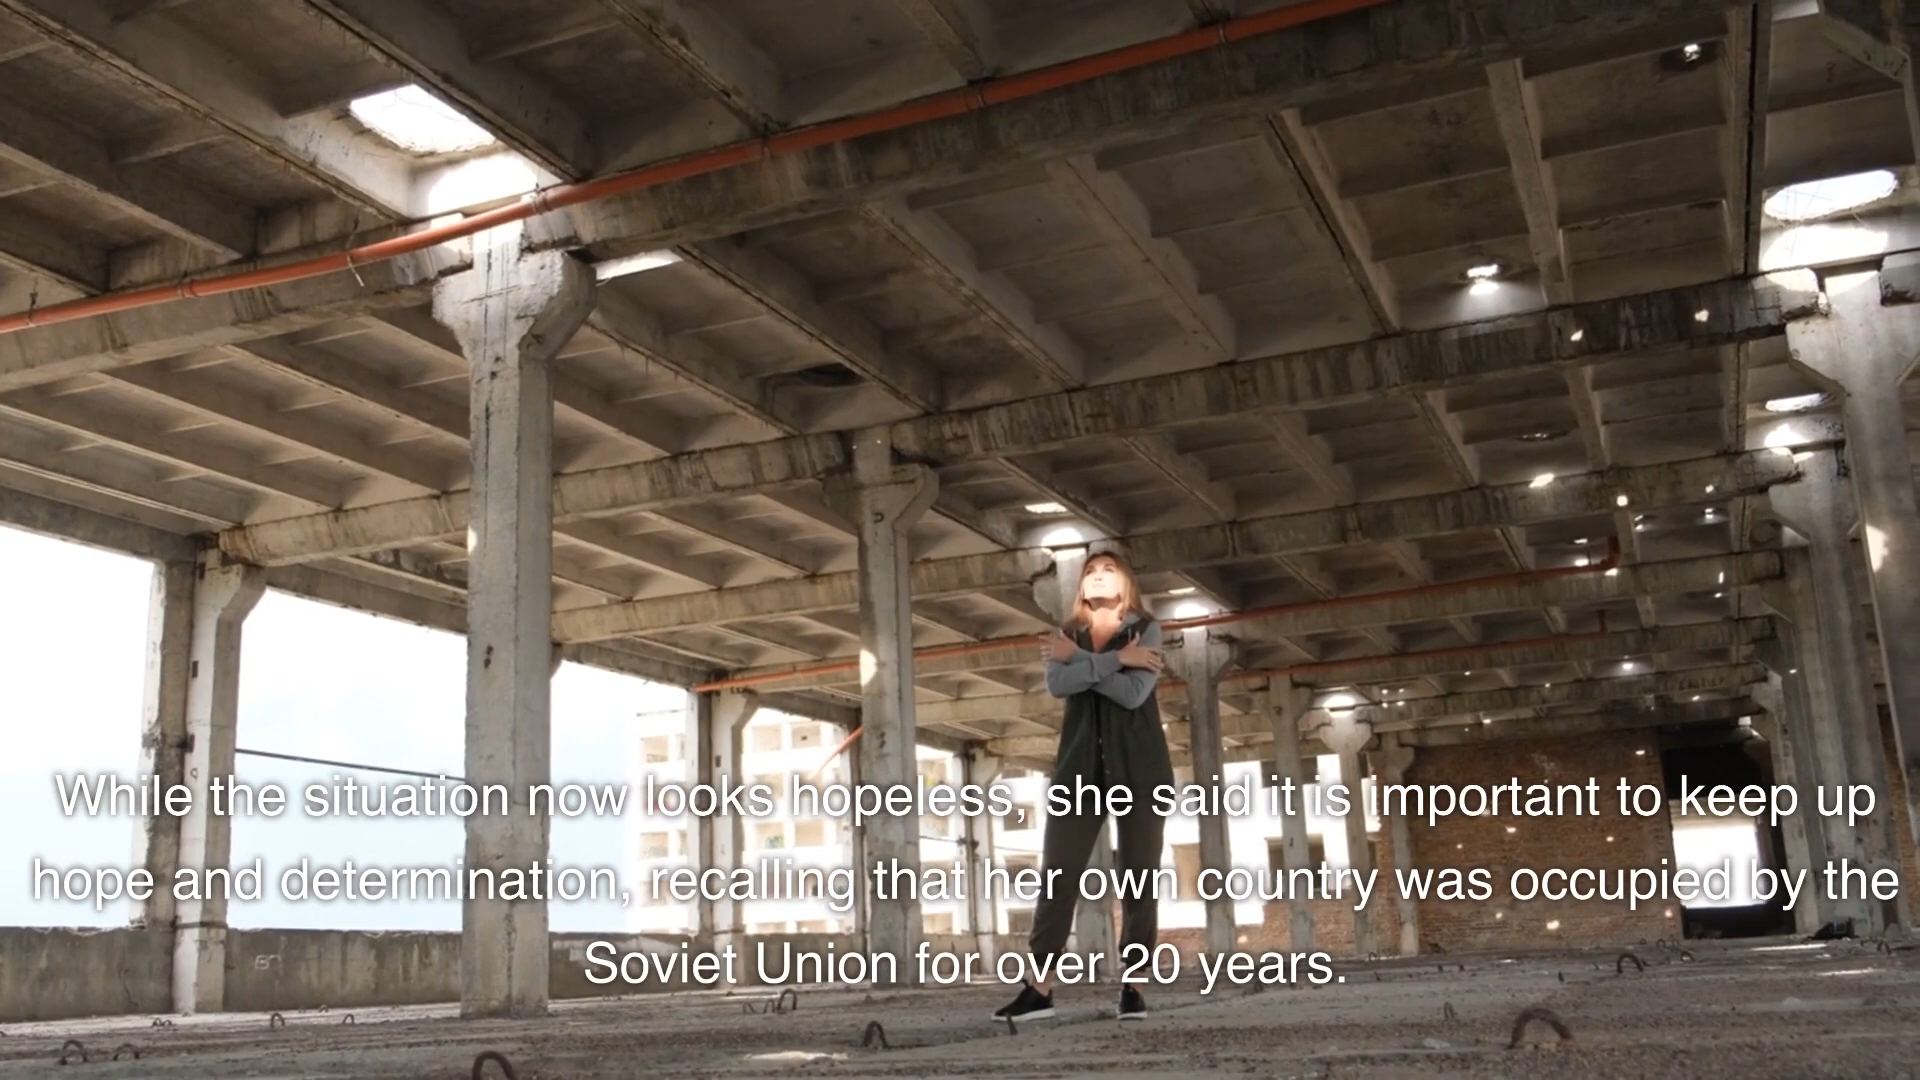 While the situation now looks hopeless, she said it is important to keep up
hope and determination, recalling that her own country was occupied by the
Soviet Union for over 20 years.